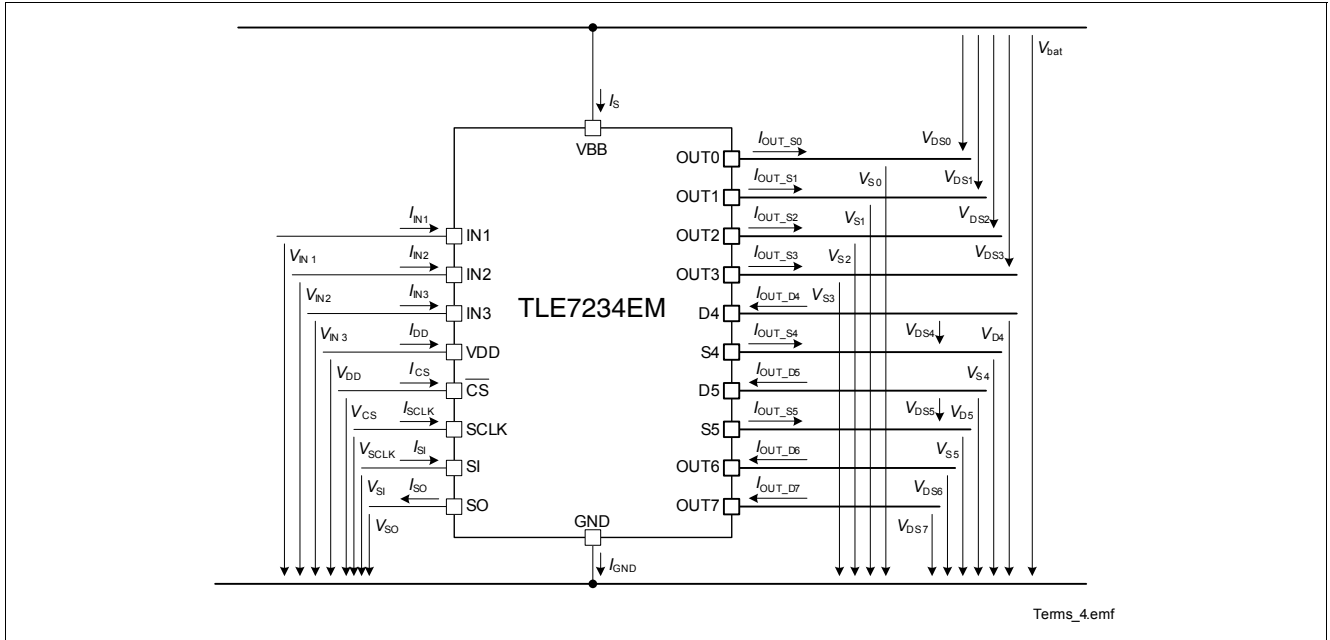 V_bat
I_S
VBB
OUT0
I_OUT_S0
V_DS0
V_S0
OUT1
I_OUT_S1
V_DS1
V_S1
I_IN1
IN1
V_IN 1
OUT2
I_OUT_S2
V_DS2
V_S2
I_IN2
IN2
V_IN2
OUT3
I_OUT_S3
V_DS3
V_S3
I_IN3
IN3
V_IN 3
TLE7234EM
D4
I_OUT_D4
V_DS4
V_D4
I_DD
VDD
V_DD
S4
I_OUT_S4
V_S4
I_CS
CS
V_CS
D5
I_OUT_D5
V_DS5
V_D5
I_SCLK
SCLK
V_SCLK
S5
I_OUT_S5
V_S5
I_SI
SI
V_SI
OUT6
I_OUT_D6
V_DS6
I_SO
SO
V_SO
OUT7
I_OUT_D7
V_DS7
GND
I_GND
Terms_4.emf